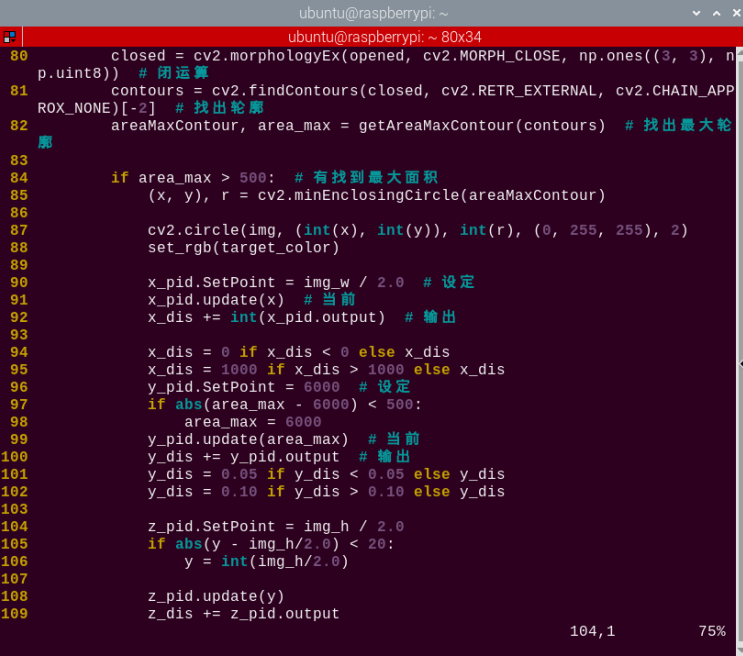 ubuntu@raspberrypi: ~
ubuntu@raspberrypi: ~ 80x34
80         closed = cv2.morphologyEx(opened, cv2.MORPH_CLOSE, np.ones((3, 3), n
p.uint8))  # 闭运算
81         contours = cv2.findContours(closed, cv2.RETR_EXTERNAL, cv2.CHAIN_APP
ROX_NONE)[-2]  # 找出轮廓
82         areaMaxContour, area_max = getAreaMaxContour(contours)  # 找出最大轮
廓
83
84         if area_max > 500:  # 有找到最大面积
85             (x, y), r = cv2.minEnclosingCircle(areaMaxContour)
86
87             cv2.circle(img, (int(x), int(y)), int(r), (0, 255, 255), 2)
88             set_rgb(target_color)
89
90             x_pid.SetPoint = img_w / 2.0  # 设定
91             x_pid.update(x)  # 当前
92             x_dis += int(x_pid.output)  # 输出
93
94             x_dis = 0 if x_dis < 0 else x_dis
95             x_dis = 1000 if x_dis > 1000 else x_dis
96             y_pid.SetPoint = 6000  # 设定
97             if abs(area_max - 6000) < 500:
98                 area_max = 6000
99             y_pid.update(area_max)  # 当前
100             y_dis += y_pid.output  # 输出
101             y_dis = 0.05 if y_dis < 0.05 else y_dis
102             y_dis = 0.10 if y_dis > 0.10 else y_dis
103
104             z_pid.SetPoint = img_h / 2.0
105             if abs(y - img_h/2.0) < 20:
106                 y = int(img_h/2.0)
107
108             z_pid.update(y)
109             z_dis += z_pid.output
104,1         75%